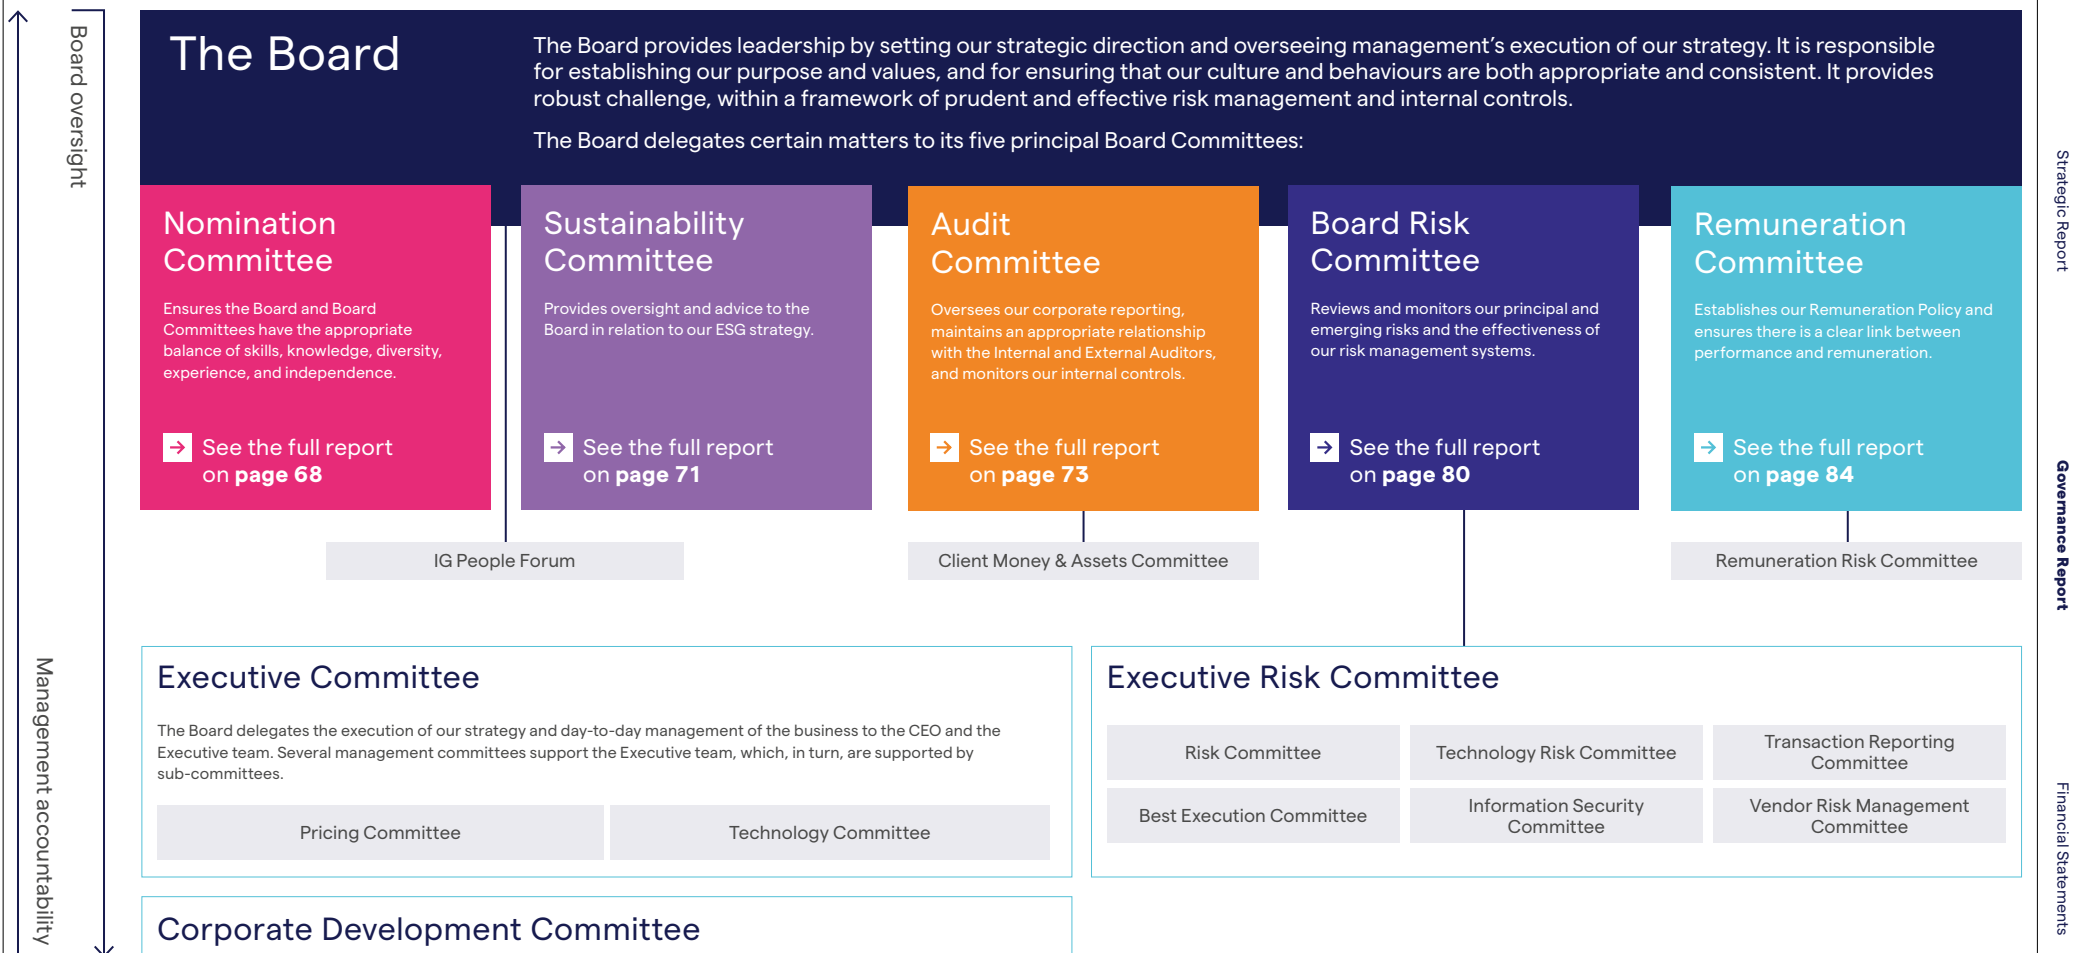 Board oversight
Management accountability
The Board
The Board provides leadership by setting our strategic direction and overseeing management’s execution of our strategy. It is responsible
for establishing our purpose and values, and for ensuring that our culture and behaviours are both appropriate and consistent. It provides
robust challenge, within a framework of prudent and effective risk management and internal controls.
The Board delegates certain matters to its five principal Board Committees:
Nomination
Committee
Ensures the Board and Board
Committees have the appropriate
balance of skills, knowledge, diversity,
experience, and independence.
See the full report
on page 68
Sustainability
Committee
Provides oversight and advice to the
Board in relation to our ESG strategy.
See the full report
on page 71
Audit
Committee
Oversees our corporate reporting,
maintains an appropriate relationship
with the Internal and External Auditors,
and monitors our internal controls.
See the full report
on page 73
Board Risk
Committee
Reviews and monitors our principal and
emerging risks and the effectiveness of
our risk management systems.
See the full report
on page 80
Remuneration
Committee
Establishes our Remuneration Policy and
ensures there is a clear link between
performance and remuneration.
See the full report
on page 84
IG People Forum
Client Money & Assets Committee
Remuneration Risk Committee
Executive Committee
The Board delegates the execution of our strategy and day-to-day management of the business to the CEO and the
Executive team. Several management committees support the Executive team, which, in turn, are supported by
sub-committees.
Pricing Committee
Technology Committee
Executive Risk Committee
Risk Committee
Technology Risk Committee
Transaction Reporting
Committee
Best Execution Committee
Information Security
Committee
Vendor Risk Management
Committee
Corporate Development Committee
Strategic Report
Governance Report
Financial Statements